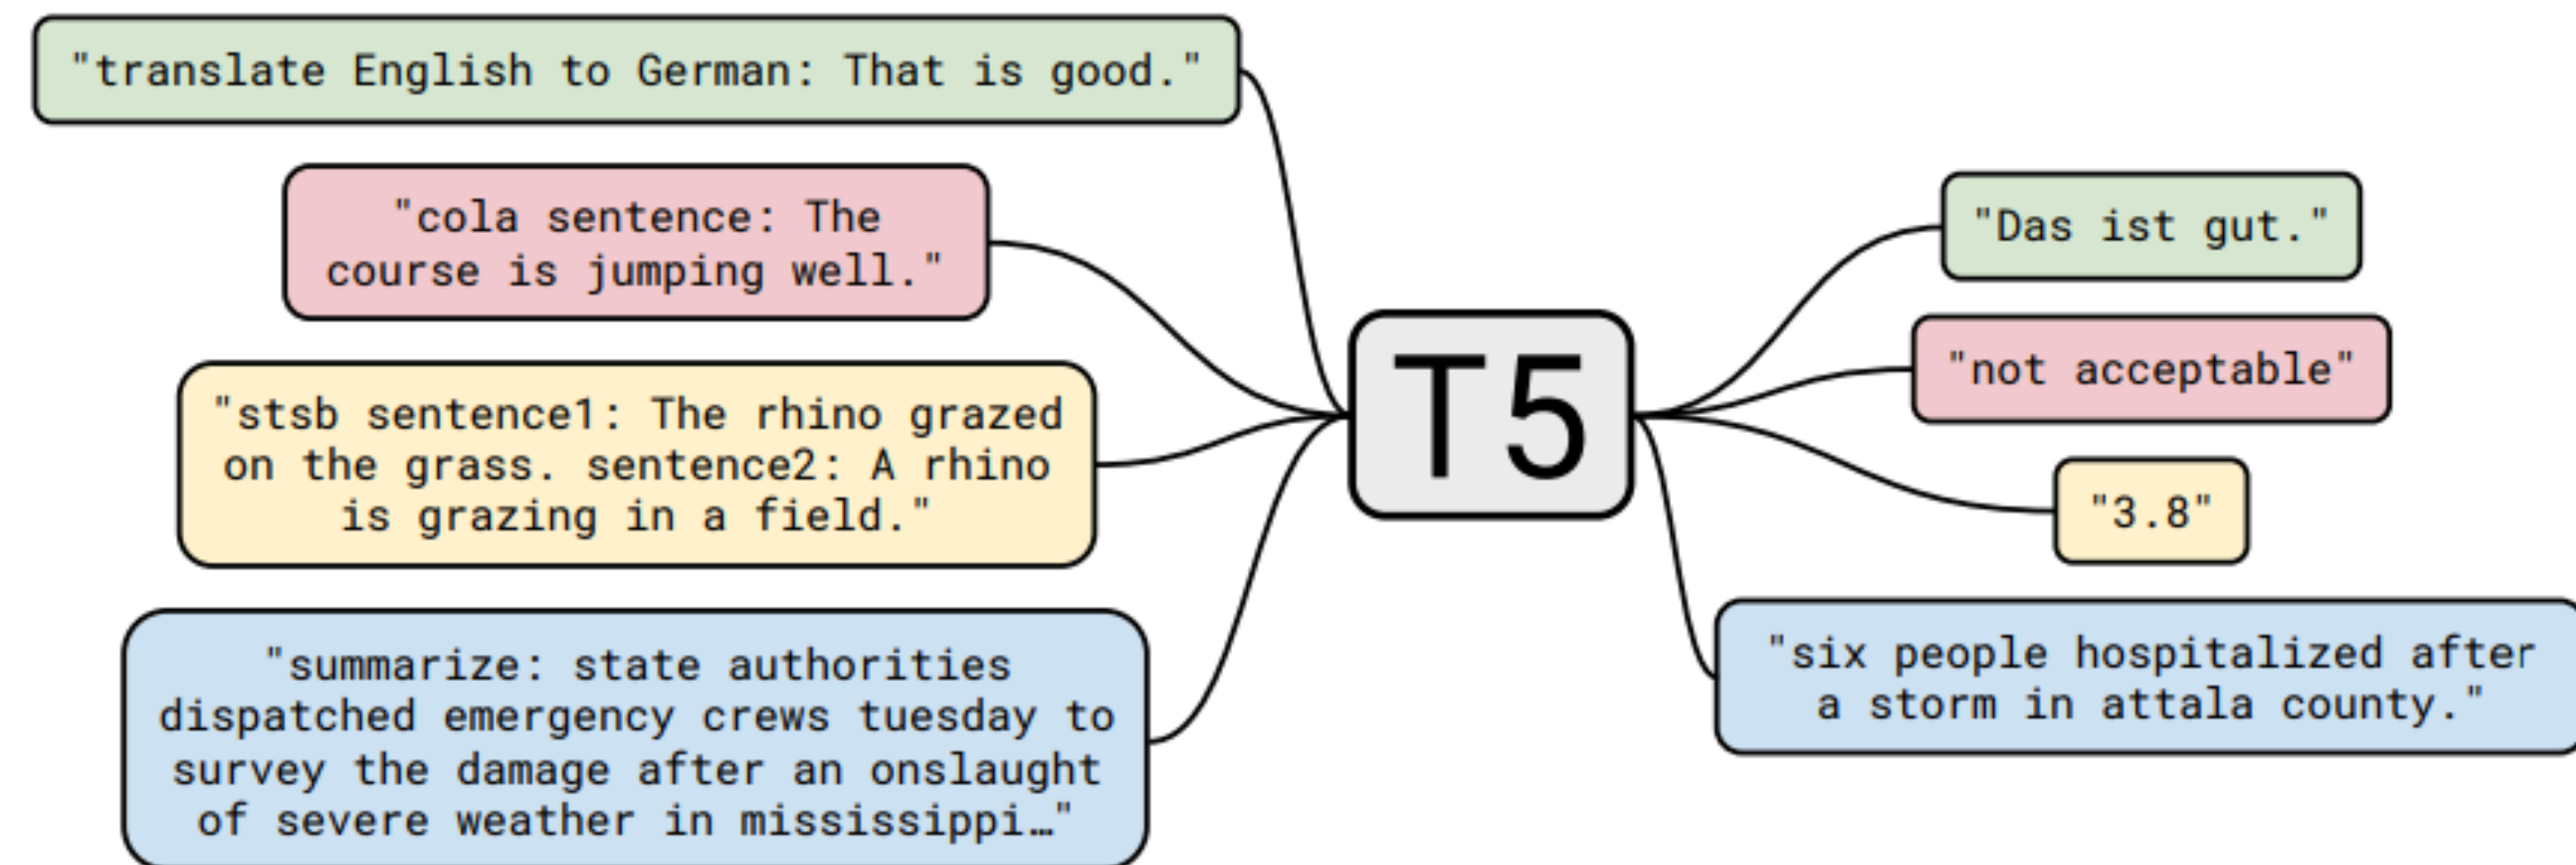 "translate English to German: That is good."
"cola sentence: The
course is jumping well."
"stsb sentence1: The rhino grazed
on the grass. sentence2: A rhino
is grazing in a field."
"summarize: state authorities
dispatched emergency crews tuesday to
survey the damage after an onslaught
of severe weather in mississippi…"
T5
"Das ist gut."
"not acceptable"
"3.8"
"six people hospitalized after
a storm in attala county."